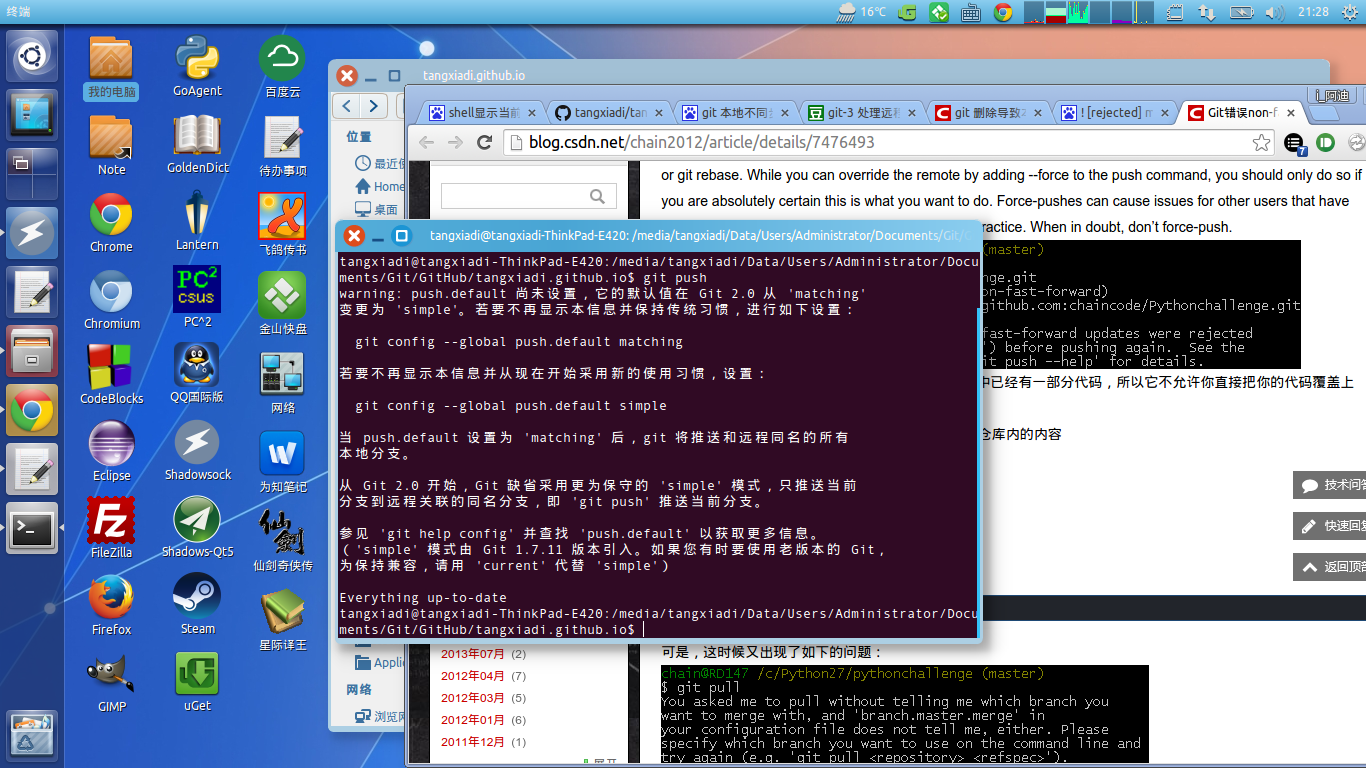 终端
16℃
21:28
我的电脑
GoAgent
百度云
Note
GoldenDict
待办事项
Chrome
Lantern
飞鸽传书
Chromium
PC²
csus
PC^2
金山快盘
CodeBlocks
QQ国际版
网络
Eclipse
Shadowsock
为知笔记
FileZilla
Shadows-Qt5
仙剑奇侠传
Firefox
Steam
星际译王
GIMP
uGet
tangxiadi.github.io
位置
最近使
Home
桌面
Applic
网络
浏览网
i_阿迪
shell显示当前
tangxiadi/tan
git 本地不同
git-3 处理远程
git 删除导致
! [rejected] m
Git错误non-f
blog.csdn.net/chain2012/article/details/7476493
7
or git rebase. While you can override the remote by adding --force to the push command, you should only do so if
you are absolutely certain this is what you want to do. Force-pushes can cause issues for other users that have
ractice. When in doubt, don't force-push.
(master)
nge.git
on-fast-forward)
github.com:chaincode/Pythonchallenge.git
fast-forward updates were rejected
') before pushing again.  See the
it push --help' for details.
中已经有一部分代码，所以它不允许你直接把你的代码覆盖上
仓库内的内容
技术问答
快速回复
返回顶部
tangxiadi@tangxiadi-ThinkPad-E420: /media/tangxiadi/Data/Users/Administrator/Documents/Git/G
tangxiadi@tangxiadi-ThinkPad-E420:/media/tangxiadi/Data/Users/Administrator/Docu
ments/Git/GitHub/tangxiadi.github.io$ git push
warning: push.default 尚未设置，它的默认值在 Git 2.0 从 'matching'
变更为 'simple'。若要不再显示本信息并保持传统习惯，进行如下设置：
git config --global push.default matching
若要不再显示本信息并从现在开始采用新的使用习惯，设置：
git config --global push.default simple
当 push.default 设置为 'matching' 后，git 将推送和远程同名的所有
本地分支。
从 Git 2.0 开始，Git 缺省采用更为保守的 'simple' 模式，只推送当前
分支到远程关联的同名分支，即 'git push' 推送当前分支。
参见 'git help config' 并查找 'push.default' 以获取更多信息。
（'simple' 模式由 Git 1.7.11 版本引入。如果您有时要使用老版本的 Git，
为保持兼容，请用 'current' 代替 'simple'）
Everything up-to-date
tangxiadi@tangxiadi-ThinkPad-E420:/media/tangxiadi/Data/Users/Administrator/Docu
ments/Git/GitHub/tangxiadi.github.io$
2013年07月 (2)
2012年04月 (7)
2012年03月 (5)
2012年01月 (6)
2011年12月 (1)
展开
可是，这时候又出现了如下的问题：
chain@RD147 /c/Python27/pythonchallenge (master)
$ git pull
You asked me to pull without telling me which branch you
want to merge with, and 'branch.master.merge' in
your configuration file does not tell me, either. Please
specify which branch you want to use on the command line and
try again (e.g. 'git pull <repository> <refspec>').